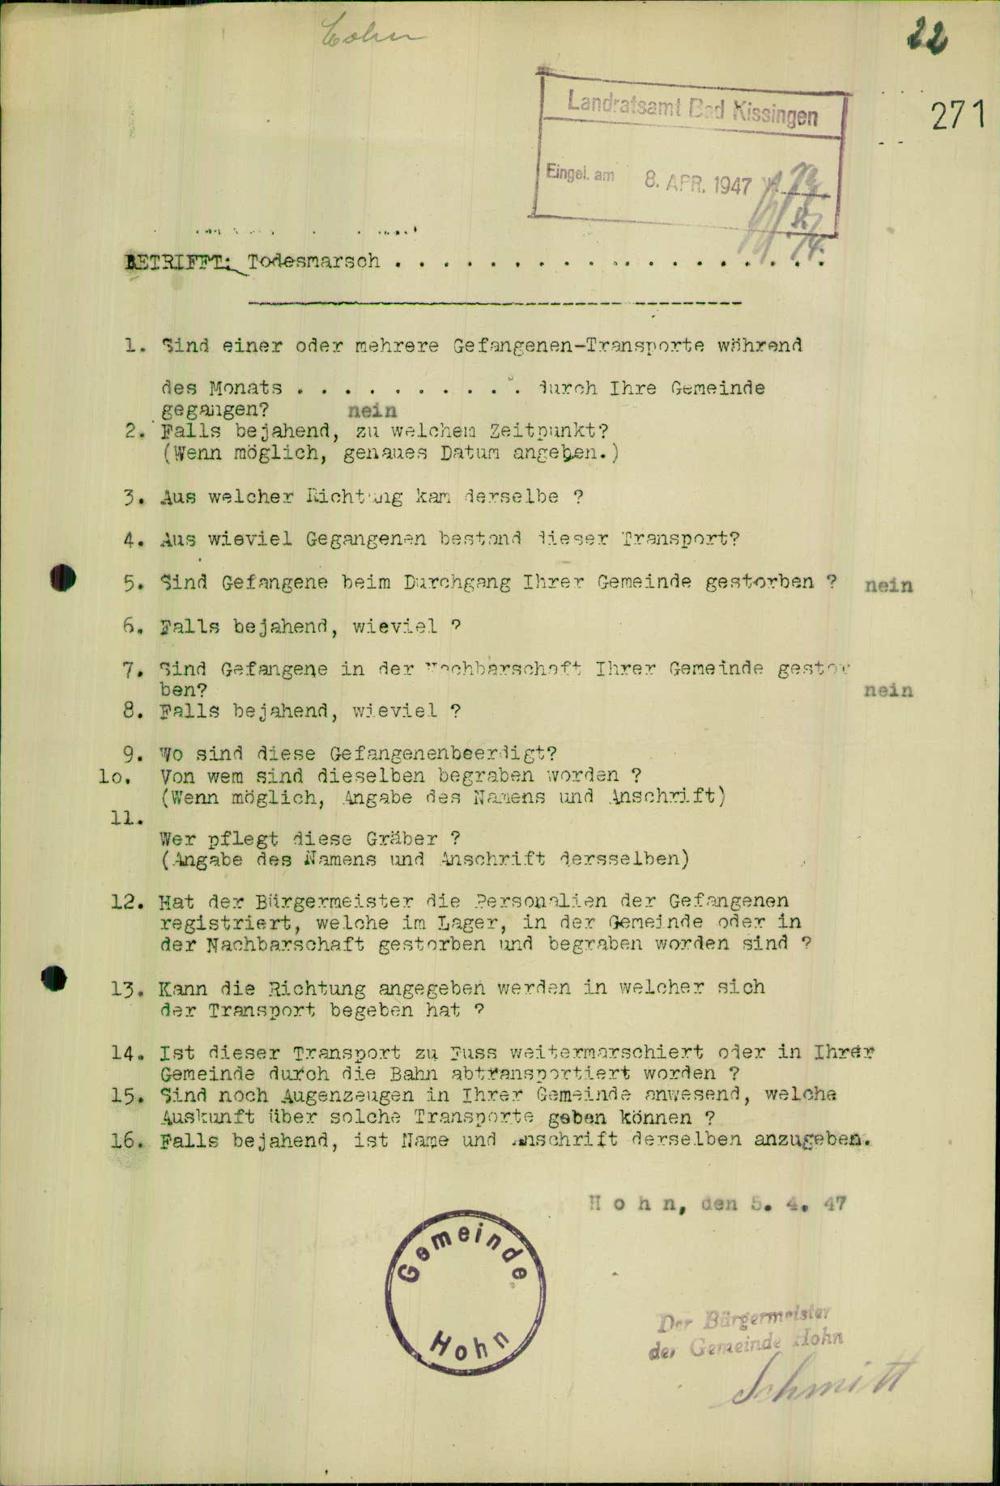 22
271
Landratsamt Bad Kissingen
Eingel. am 8. APR. 1947
BETRIFFT: Todesmarsch . . . . . . . . . . . . . . . . . . .
1. Sind einer oder mehrere Gefangenen-Transporte während
des Monats . . . . . . . . . . durch Ihre Gemeinde
gegangen? nein
2. Falls bejahend, zu welchem Zeitpunkt?
(Wenn möglich, genaues Datum angeben.)
3. Aus welcher Richtung kam derselbe ?
4. Aus wieviel Gegangenen bestand dieser Transport?
5. Sind Gefangene beim Durchgang Ihrer Gemeinde gestorben ? nein
6. Falls bejahend, wieviel ?
7. Sind Gefangene in der Nachbarschaft Ihrer Gemeinde gestor
ben? nein
8. Falls bejahend, wieviel ?
9. Wo sind diese Gefangenenbeerdigt?
1o. Von wem sind dieselben begraben worden ?
(Wenn möglich, Angabe des Namens und Anschrift)
11.
Wer pflegt diese Gräber ?
(Angabe des Namens und Anschrift dersselben)
12. Hat der Bürgermeister die Personalien der Gefangenen
registriert, welche im Lager, in der Gemeinde oder in
der Nachbarschaft gestorben und begraben worden sind ?
13. Kann die Richtung angegeben werden in welcher sich
der Transport begeben hat ?
14. Ist dieser Transport zu Fuss weitermarschiert oder in Ihrer
Gemeinde durch die Bahn abtransportiert worden ?
15. Sind noch Augenzeugen in Ihrer Gemeinde anwesend, welche
Auskunft über solche Transporte geben können ?
16. Falls bejahend, ist Name und Anschrift derselben anzugeben.
H o h n, den 5. 4. 47
Gemeinde
Hohn
Der Bürgermeister
der Gemeinde Hohn
Schmitt